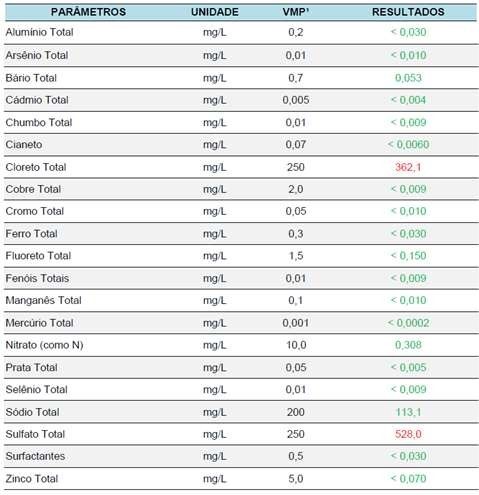 PARÂMETROS UNIDADE VMP¹ RESULTADOS
Alumínio Total mg/L 0,2 < 0,030
Arsênio Total mg/L 0,01 < 0,010
Bário Total mg/L 0,7 0,053
Cádmio Total mg/L 0,005 < 0,004
Chumbo Total mg/L 0,01 < 0,009
Cianeto mg/L 0,07 < 0,0060
Cloreto Total mg/L 250 362,1
Cobre Total mg/L 2,0 < 0,009
Cromo Total mg/L 0,05 < 0,010
Ferro Total mg/L 0,3 < 0,030
Fluoreto Total mg/L 1,5 < 0,150
Fenóis Totais mg/L 0,01 < 0,009
Manganês Total mg/L 0,1 < 0,010
Mercúrio Total mg/L 0,001 < 0,0002
Nitrato (como N) mg/L 10,0 0,308
Prata Total mg/L 0,05 < 0,005
Selênio Total mg/L 0,01 < 0,009
Sódio Total mg/L 200 113,1
Sulfato Total mg/L 250 528,0
Surfactantes mg/L 0,5 < 0,030
Zinco Total mg/L 5,0 < 0,070